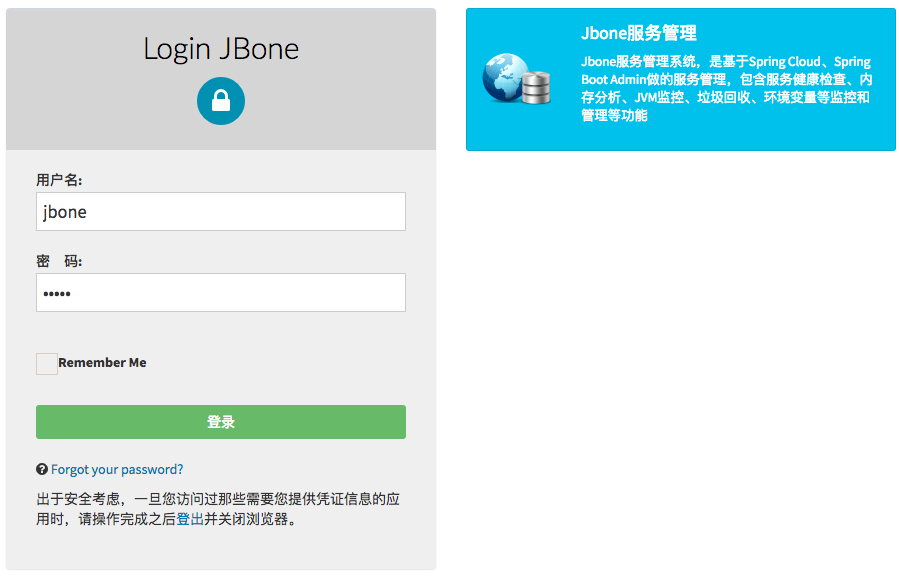 Login JBone
用户名:
jbone
密　码:
•••••
Remember Me
登录
Forgot your password?
出于安全考虑，一旦您访问过那些需要您提供凭证信息的应
用时，请操作完成之后登出并关闭浏览器。
Jbone服务管理
Jbone服务管理系统，是基于Spring Cloud、Spring
Boot Admin做的服务管理，包含服务健康检查、内
存分析、JVM监控、垃圾回收、环境变量等监控和
管理等功能